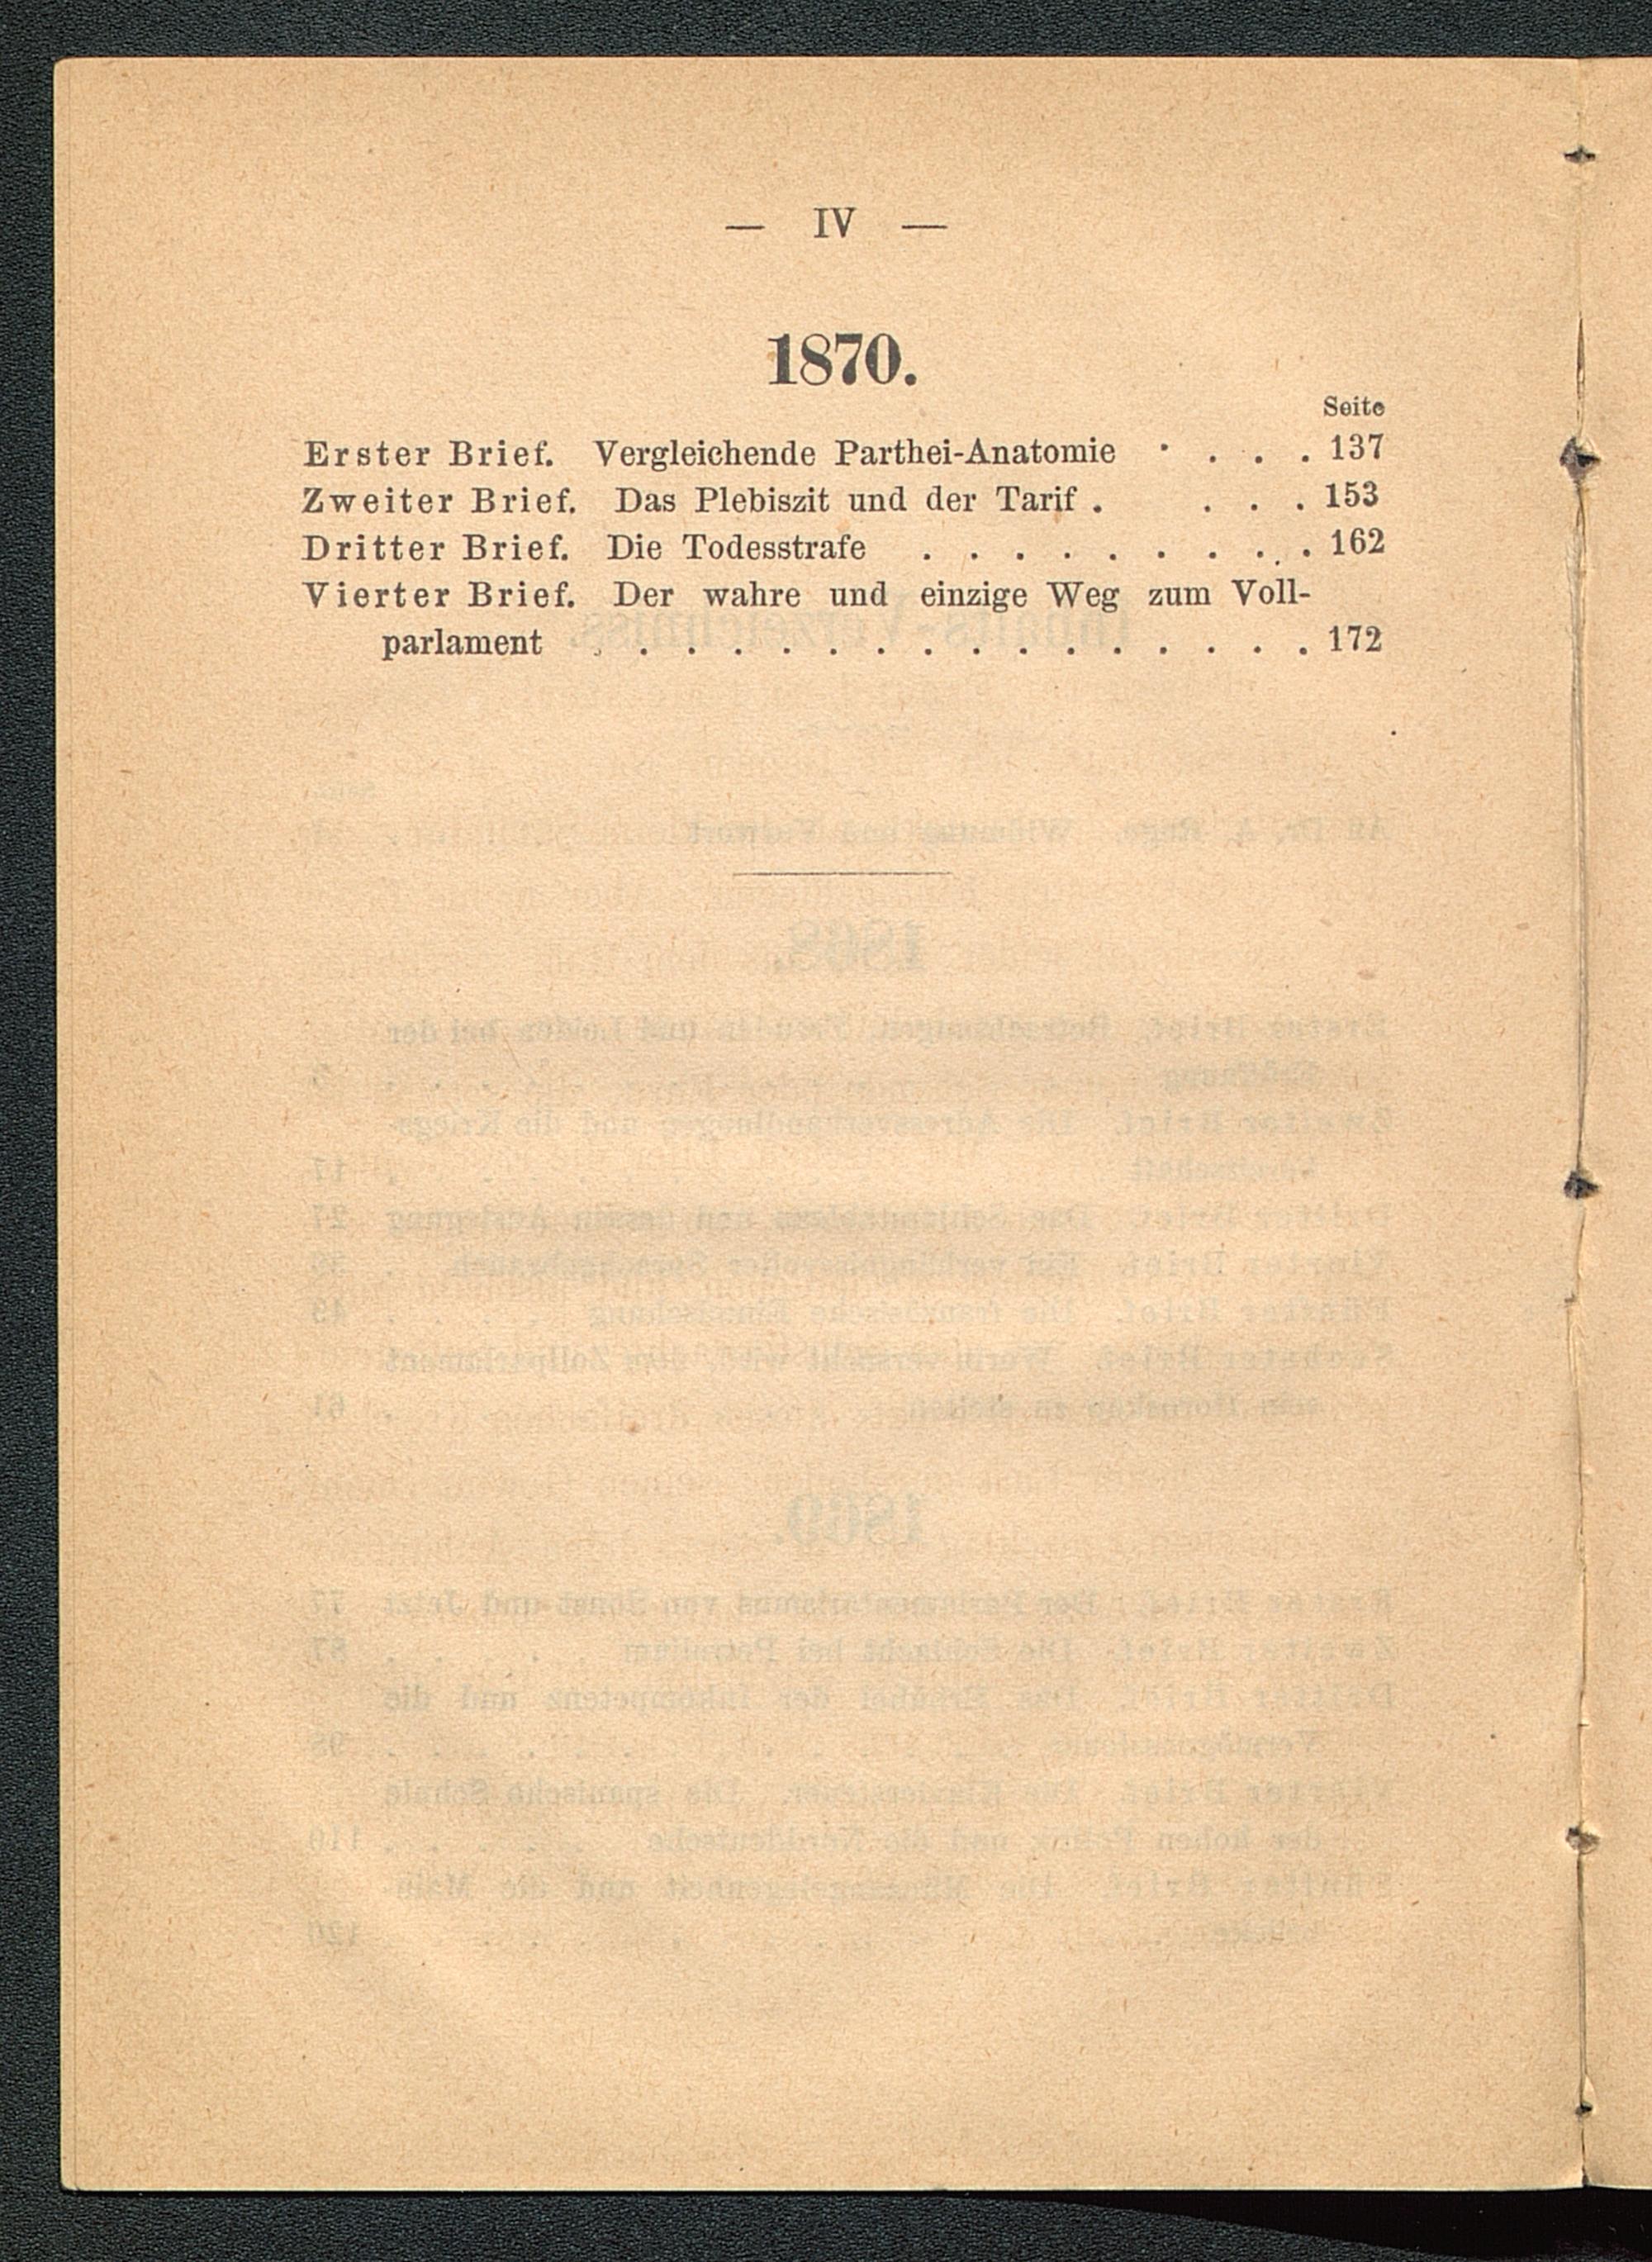 — IV —
1870.
Seite
Erster Brief. Vergleichende Parthei-Anatomie . . . . 137
Zweiter Brief. Das Plebiszit und der Tarif . . . . 153
Dritter Brief. Die Todesstrafe . . . . . . . . . 162
Vierter Brief. Der wahre und einzige Weg zum Voll-
parlament . . . . . . . . . . . . . . . . 172